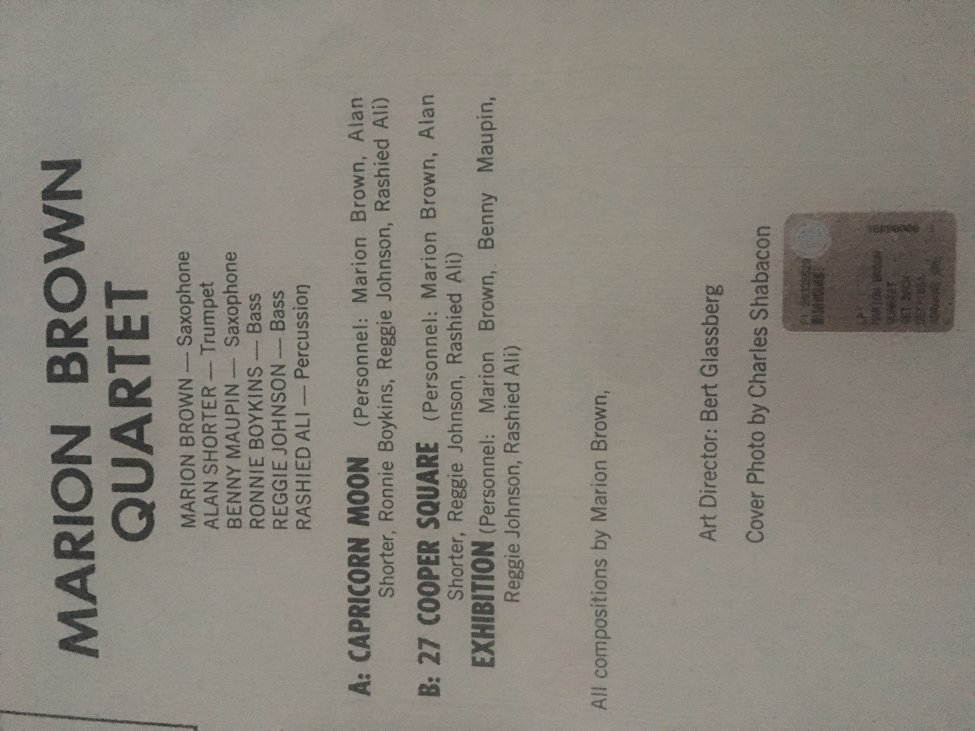 MARION BROWN
QUARTET
MARION BROWN — Saxophone
ALAN SHORTER — Trumpet
BENNY MAUPIN — Saxophone
RONNIE BOYKINS — Bass
REGGIE JOHNSON — Bass
RASHIED ALI — Percussion
A: CAPRICORN MOON (Personnel: Marion Brown, Alan
Shorter, Ronnie Boykins, Reggie Johnson, Rashied Ali)
B: 27 COOPER SQUARE (Personnel: Marion Brown, Alan
Shorter, Reggie Johnson, Rashied Ali)
EXHIBITION (Personnel: Marion Brown, Benny Maupin,
Reggie Johnson, Rashied Ali)
All compositions by Marion Brown,
Art Director: Bert Glassberg
Cover Photo by Charles Shabacon